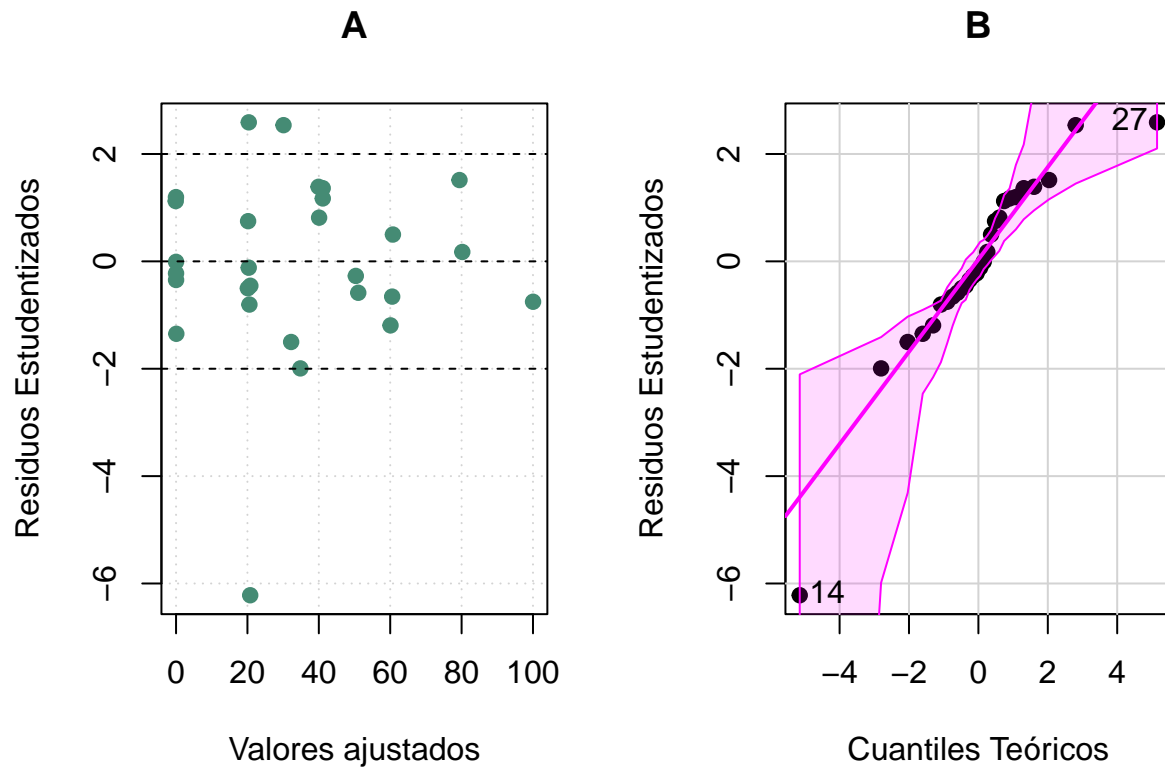 A
B
Residuos Estudentizados
2
0
−2
−4
−6
0 20 40 60 80 100
Valores ajustados
Residuos Estudentizados
2
0
−2
−4
−6
27
14
−4 −2 0 2 4
Cuantiles Teóricos